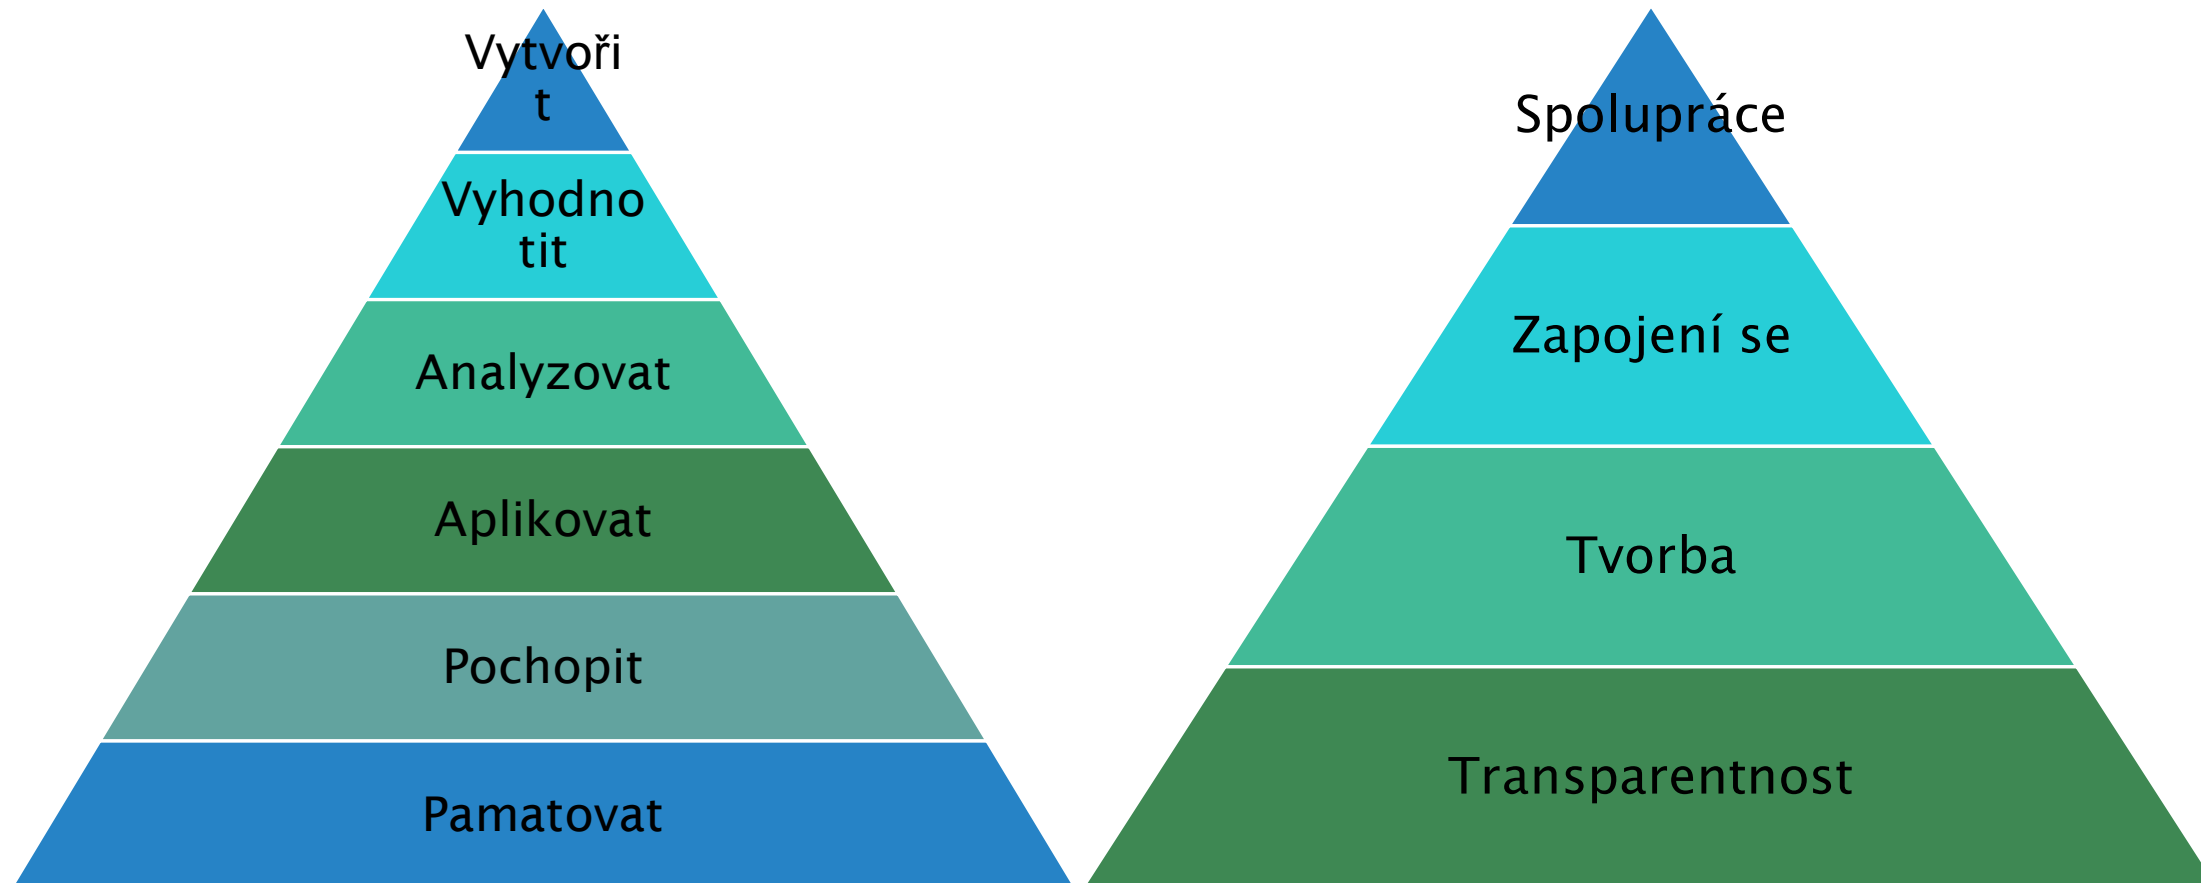 Vytvoři
t
Vyhodno
tit
Analyzovat
Aplikovat
Pochopit
Pamatovat
Spolupráce
Zapojení se
Tvorba
Transparentnost